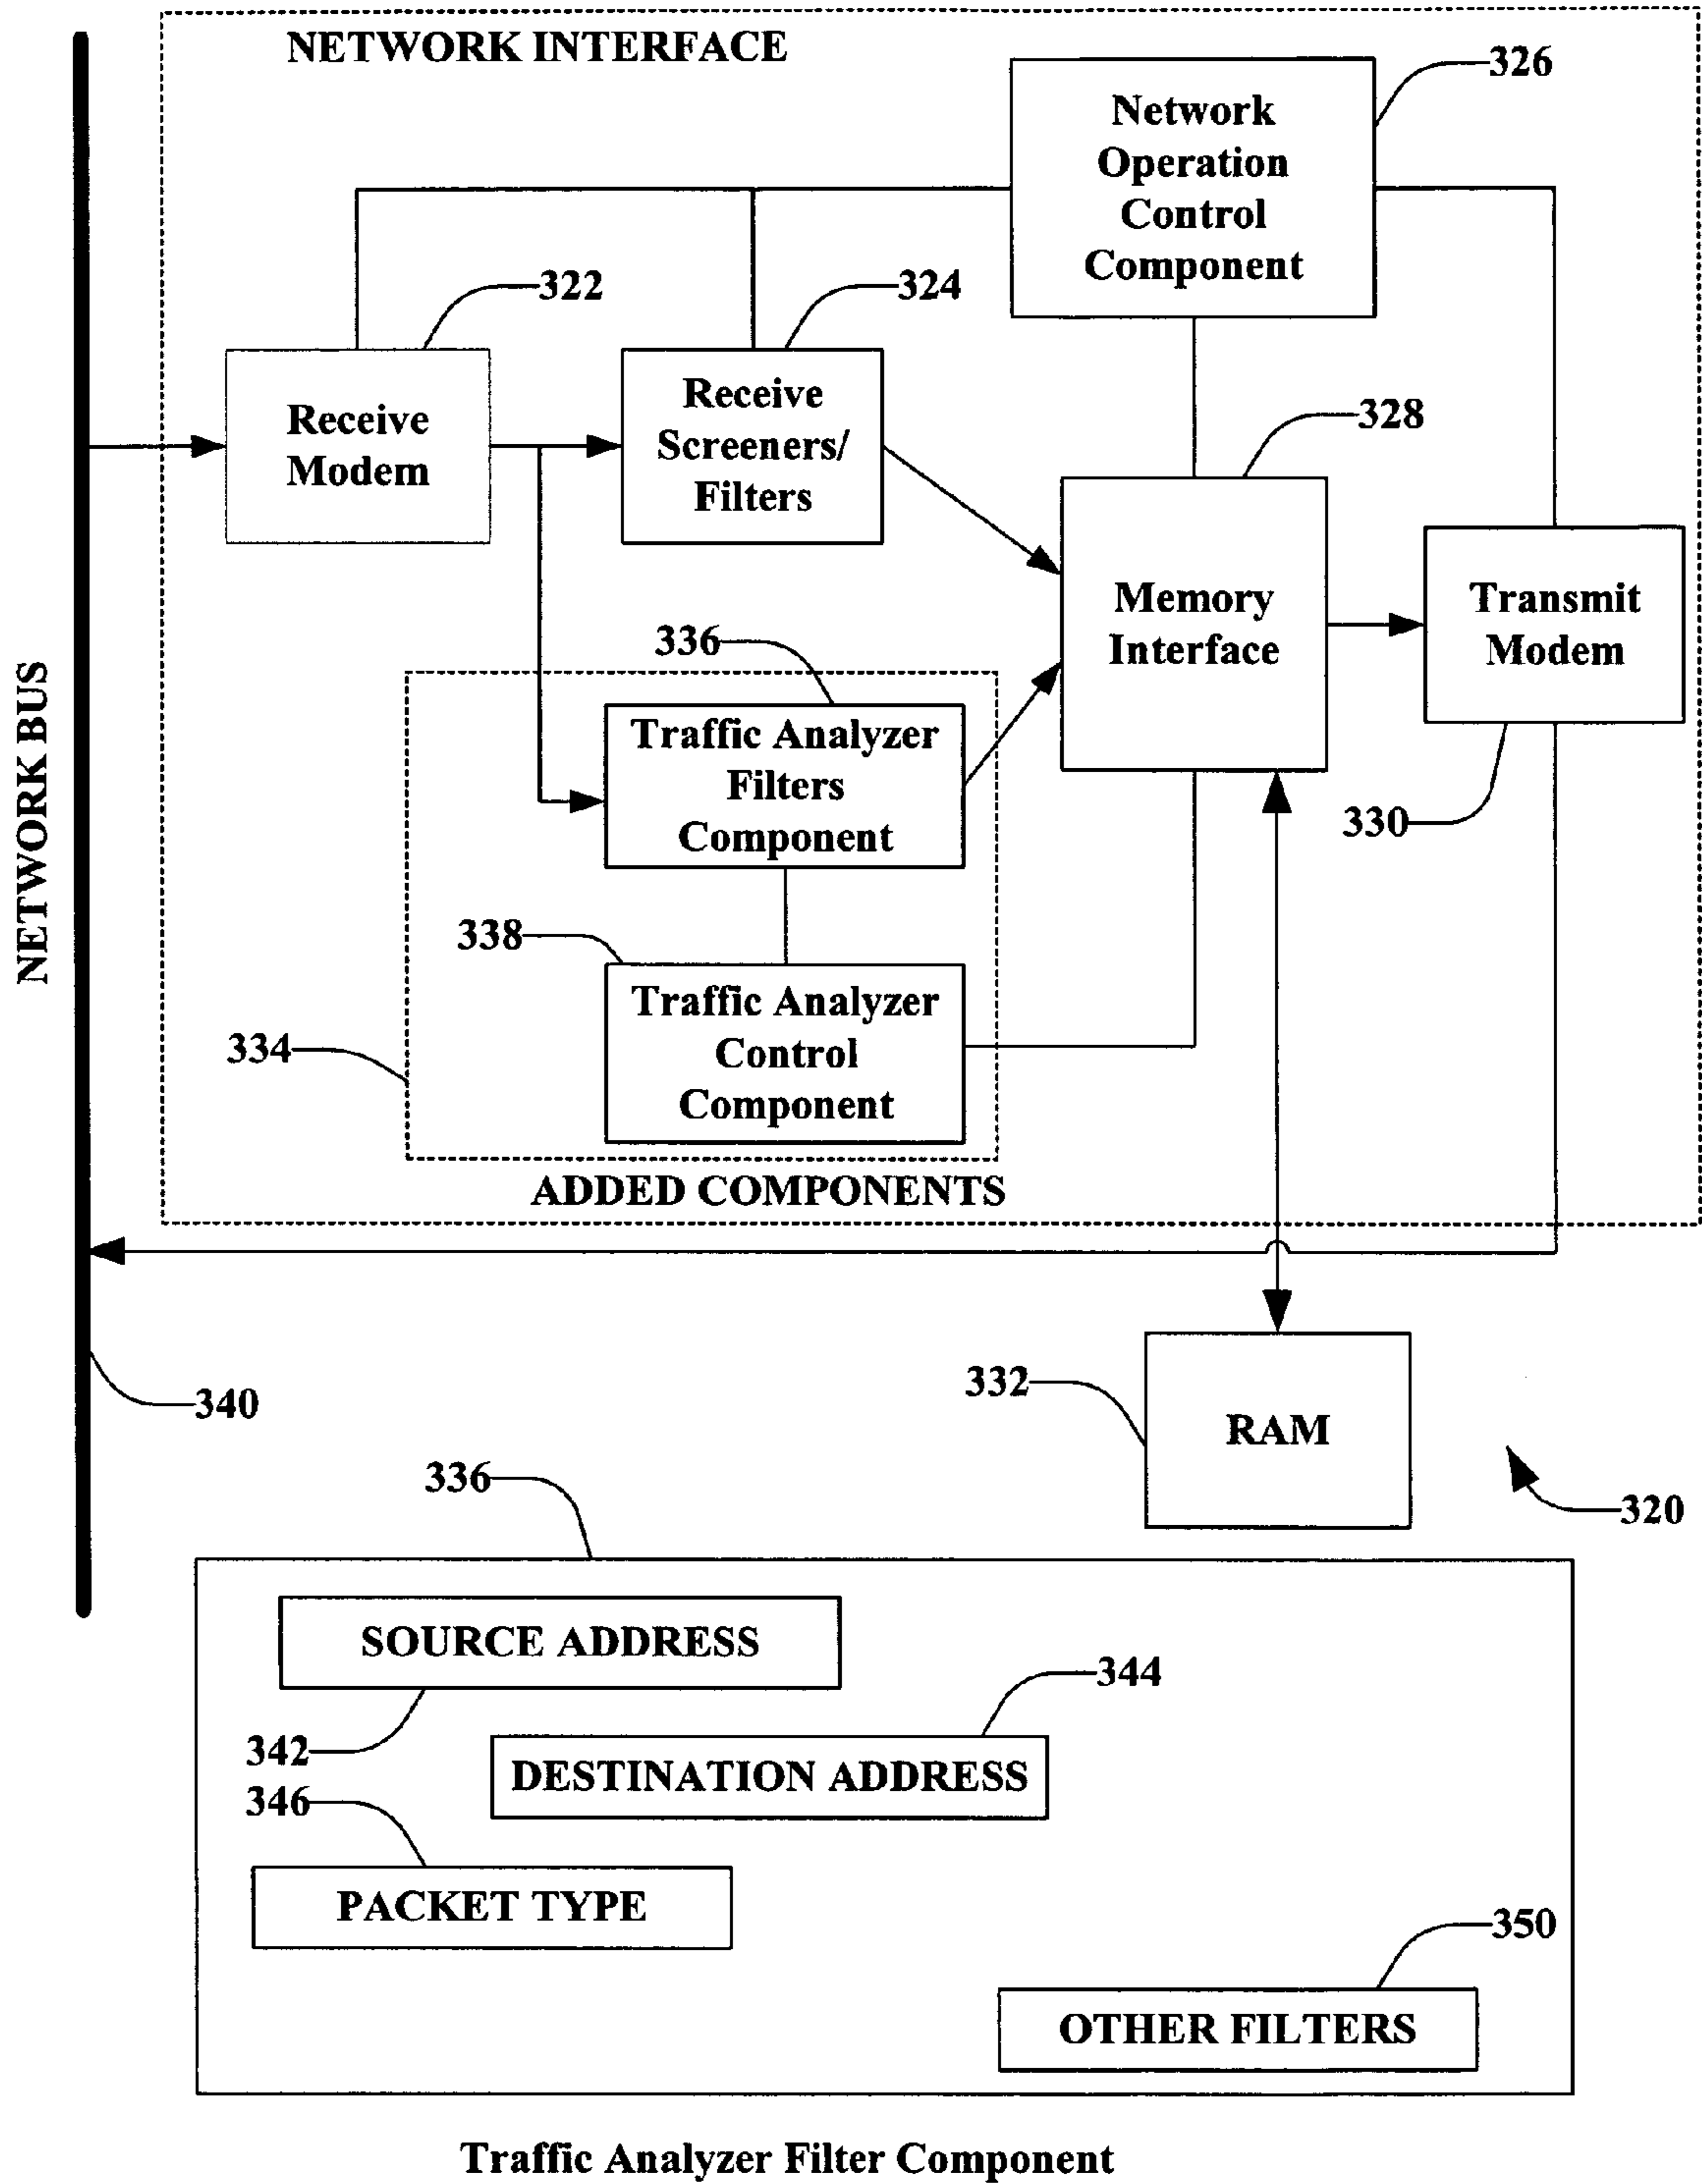 NETWORK INTERFACE
326
Network
Operation
Control
Component
322
324
Receive
Modem
Receive
Screeners/
Filters
328
Memory
Interface
Transmit
Modem
336
Traffic Analyzer
Filters
Component
330
338
Traffic Analyzer
Control
Component
334
ADDED COMPONENTS
NETWORK BUS
340
332
RAM
320
336
SOURCE ADDRESS
344
342
DESTINATION ADDRESS
346
PACKET TYPE
350
OTHER FILTERS
Traffic Analyzer Filter Component